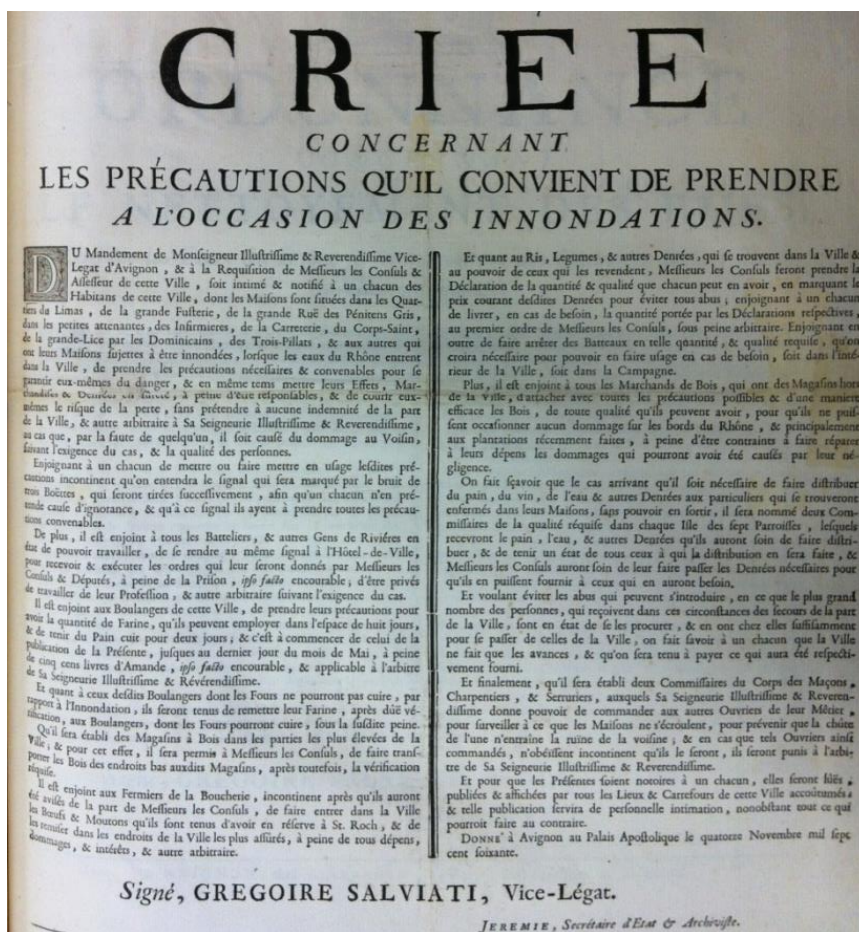 CRIEE
CONCERNANT
LES PRÉCAUTIONS QU'IL CONVIENT DE PRENDRE
A L'OCCASION DES INNONDATIONS.
DU Mandement de Monſeigneur Illuſtriſſime & Reverendiſſime Vice-
Legat d'Avignon, & à la Requiſition de Meſſieurs les Conſuls &
Aſſeſſeur de cette Ville, ſoit intimé & notifié à un chacun des
Habitans de cette Ville, dont les Maiſons ſont ſituées dans les Quar-
tiers du Limas, de la grande Fuſterie, de la grande Ruë des Pénitens Gris,
dans les petites attenantes, des Infirmieres, de la Carreterie, du Corps-Saint,
de la grande-Lice par les Dominicains, des Trois-Pillats, & aux autres qui
ont leurs Maiſons ſujettes à être innondées, lorſque les eaux du Rhône entrent
dans la Ville, de prendre les précautions néceſſaires & convenables pour ſe
garantir eux-mêmes du danger, & en même tems mettre leurs Effets, Mar-
chandiſes & Denrées en ſureté, à peine d'être reſponſables, & de courir eux-
mêmes le riſque de la perte, ſans prétendre à aucune indemnité de la part
de la Ville, & autre arbitraire à Sa Seigneurie Illuſtriſſime & Reverendiſſime,
au cas que, par la faute de quelqu'un, il ſoit cauſé du dommage au Voiſin,
ſuivant l'exigence du cas, & la qualité des perſonnes.
Enjoignant à un chacun de mettre ou faire mettre en uſage leſdites pré-
cautions incontinent qu'on entendra le ſignal qui ſera marqué par le bruit de
trois Boëttes, qui ſeront tirées ſucceſſivement, afin qu'un chacun n'en pré-
tende cauſe d'ignorance, & qu'à ce ſignal ils ayent à prendre toutes les précau-
tions convenables.
De plus, il eſt enjoint à tous les Batteliers, & autres Gens de Riviéres en
état de pouvoir travailler, de ſe rendre au même ſignal à l'Hôtel-de-Ville,
pour recevoir & exécuter les ordres qui leur ſeront donnés par Meſſieurs les
Conſuls & Députés, à peine de la Priſon, ipſo facto encourable, d'être privés
de travailler de leur Profeſſion, & autre arbitraire ſuivant l'exigence du cas.
Il eſt enjoint aux Boulangers de cette Ville, de prendre leurs précautions pour
avoir la quantité de Farine, qu'ils peuvent employer dans l'eſpace de huit jours,
& de tenir du Pain cuit pour deux jours; & c'eſt à commencer de celui de la
publication de la Préſente, juſques au dernier jour du mois de Mai, à peine
de cinq cens livres d'Amande, ipſo facto encourable, & applicable à l'arbitre
de Sa Seigneurie Illuſtriſſime & Révérendiſſime.
Et quant à ceux deſdits Boulangers dont les Fours ne pourront pas cuire, par
rapport à l'Innondation, ils ſeront tenus de remettre leur Farine, après dûë vé-
rification, aux Boulangers, dont les Fours pourront cuire, ſous la ſuſdite peine.
Qu'il ſera établi des Magaſins à Bois dans les parties les plus élevées de la
Ville; & pour cet effet, il ſera permis à Meſſieurs les Conſuls, de faire tranſ-
porter les Bois des endroits bas auxdits Magaſins, après toutefois, la vérification
réquiſe.
Il eſt enjoint aux Fermiers de la Boucherie, incontinent après qu'ils auront
été aviſés de la part de Meſſieurs les Conſuls, de faire entrer dans la Ville
les Bœufs & Moutons qu'ils ſont tenus d'avoir en réſerve à St. Roch, & de
les remiſer dans les endroits de la Ville les plus aſſurés, à peine de tous dépens,
dommages, & intérêts, & autre arbitraire.
Et quant au Ris, Legumes, & autres Denrées, qui ſe trouvent dans la Ville &
au pouvoir de ceux qui les revendent, Meſſieurs les Conſuls feront prendre la
Déclaration de la quantité & qualité que chacun peut en avoir, en marquant le
prix courant deſdites Denrées pour éviter tous abus; enjoignant à un chacun
de livrer, en cas de beſoin, la quantité portée par les Déclarations reſpectives,
au premier ordre de Meſſieurs les Conſuls, ſous peine arbitraire. Enjoignant en
outre de faire arrêter des Batteaux en telle quantité, & qualité requiſe, qu'on
croira néceſſaire pour pouvoir en faire uſage en cas de beſoin, ſoit dans l'inté-
rieur de la Ville, ſoit dans la Campagne.
Plus, il eſt enjoint à tous les Marchands de Bois, qui ont des Magaſins hors
de la Ville, d'attacher avec toutes les précautions poſſibles & d'une maniere
efficace les Bois, de toute qualité qu'ils peuvent avoir, pour qu'ils ne puiſ-
ſent occaſionner aucun dommage ſur les bords du Rhône, & principalement
aux plantations récemment faites, à peine d'être contraints à faire réparer
à leurs dépens les dommages qui pourront avoir été cauſés par leur né-
gligence.
On fait ſçavoir que le cas arrivant qu'il ſoit néceſſaire de faire diſtribuer
du pain, du vin, de l'eau & autres Denrées aux particuliers qui ſe trouveront
enfermés dans leurs Maiſons, ſans pouvoir en ſortir, il ſera nommé deux Com-
miſſaires de la qualité réquiſe dans chaque Iſle des ſept Parroiſſes, leſquels
recevront le pain, l'eau, & autres Denrées qu'ils auront ſoin de faire diſtri-
buer, & de tenir un état de tous ceux à qui la diſtribution en ſera faite, &
Meſſieurs les Conſuls auront ſoin de leur faire paſſer les Denrées néceſſaires pour
qu'ils en puiſſent fournir à ceux qui en auront beſoin.
Et voulant éviter les abus qui peuvent s'introduire, en ce que le plus grand
nombre des perſonnes, qui reçoivent dans ces circonſtances des ſecours de la part
de la Ville, ſont en état de ſe les procurer, & en ont chez elles ſuffiſamment
pour ſe paſſer de celles de la Ville, on fait ſavoir à un chacun que la Ville
ne fait que les avances, & qu'on ſera tenu à payer ce qui aura été reſpecti-
vement fourni.
Et finalement, qu'il ſera établi deux Commiſſaires du Corps des Maçons,
Charpentiers, & Serruriers, auxquels Sa Seigneurie Illuſtriſſime & Reveren-
diſſime donne pouvoir de commander aux autres Ouvriers de leur Métier,
pour ſurveiller à ce que les Maiſons ne s'écroulent, pour prévenir que la chûte
de l'une n'entraine la ruine de la voiſine; & en cas que tels Ouvriers ainſi
commandés, n'obéiſſent incontinent qu'ils le ſeront, ils ſeront punis à l'arbi-
tre de Sa Seigneurie Illuſtriſſime & Reverendiſſime.
Et pour que les Préſentes ſoient notoires à un chacun, elles ſeront lûës,
publiées & affichées par tous les Lieux & Carrefours de cette Ville accoûtumés,
& telle publication ſervira de perſonnelle intimation, nonobſtant tout ce qui
pourroit faire au contraire.
DONNÉ à Avignon au Palais Apoſtolique le quatorze Novembre mil ſept
cent ſoixante.
Signé, GREGOIRE SALVIATI, Vice-Légat.
JEREMIE, Secrétaire d'Etat & Archiviſte.